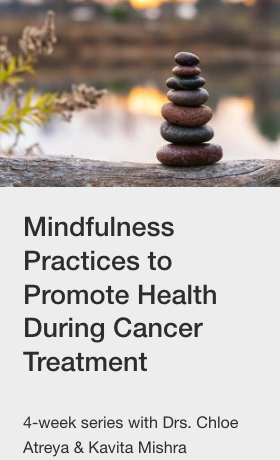 Mindfulness
Practices to
Promote Health
During Cancer
Treatment
4-week series with Drs. Chloe
Atreya & Kavita Mishra